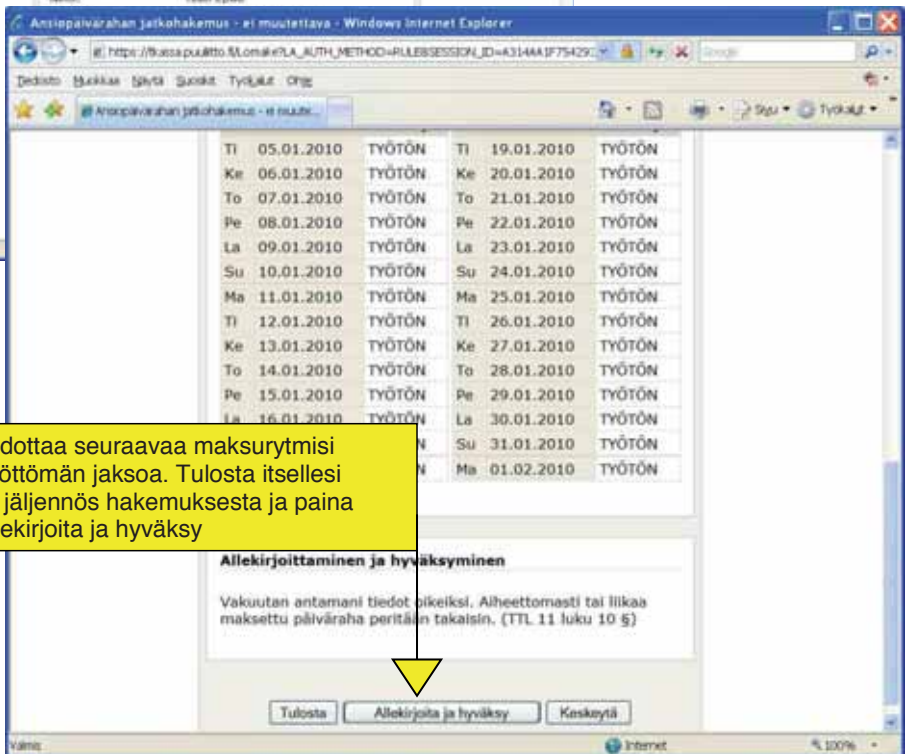 Ansiopäivärahan jatkohakemus - ei muutettava - Windows Internet Explorer
Tiedosto Muokkaa Näytä Suosikit Työkalut Ohje
Ansiopäivärahan jatkohakemus - ei muute...
Sivu Työkalut
Ti 05.01.2010 TYÖTÖN Ti 19.01.2010 TYÖTÖN
Ke 06.01.2010 TYÖTÖN Ke 20.01.2010 TYÖTÖN
To 07.01.2010 TYÖTÖN To 21.01.2010 TYÖTÖN
Pe 08.01.2010 TYÖTÖN Pe 22.01.2010 TYÖTÖN
La 09.01.2010 TYÖTÖN La 23.01.2010 TYÖTÖN
Su 10.01.2010 TYÖTÖN Su 24.01.2010 TYÖTÖN
Ma 11.01.2010 TYÖTÖN Ma 25.01.2010 TYÖTÖN
Ti 12.01.2010 TYÖTÖN Ti 26.01.2010 TYÖTÖN
Ke 13.01.2010 TYÖTÖN Ke 27.01.2010 TYÖTÖN
To 14.01.2010 TYÖTÖN To 28.01.2010 TYÖTÖN
Pe 15.01.2010 TYÖTÖN Pe 29.01.2010 TYÖTÖN
La 16.01.2010 TYÖTÖN La 30.01.2010 TYÖTÖN
N Su 31.01.2010 TYÖTÖN
N Ma 01.02.2010 TYÖTÖN
dottaa seuraavaa maksurytmisi
öttömän jaksoa. Tulosta itsellesi
jäljennös hakemuksesta ja paina
ekirjoita ja hyväksy
Allekirjoittaminen ja hyväksyminen
Vakuutan antamani tiedot oikeiksi. Aiheettomasti tai liikaa
maksettu päiväraha peritään takaisin. (TTL 11 luku 10 §)
Tulosta Allekirjoita ja hyväksy Keskeytä
Valmis Internet 100%